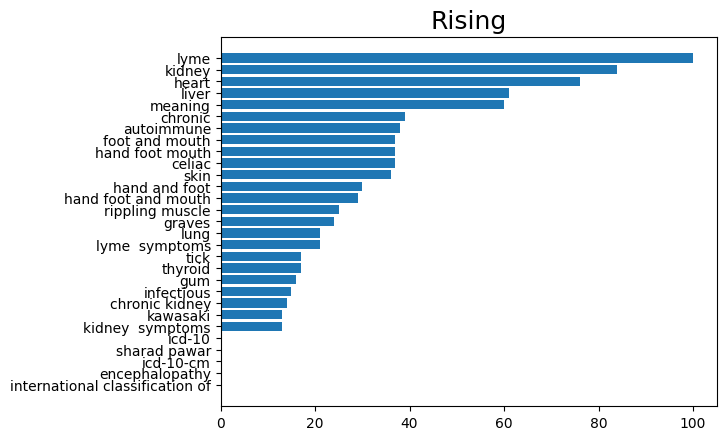 Rising
lyme
kidney
heart
liver
meaning
chronic
autoimmune
foot and mouth
hand foot mouth
celiac
skin
hand and foot
hand foot and mouth
rippling muscle
graves
lung
lyme  symptoms
tick
thyroid
gum
infectious
chronic kidney
kawasaki
kidney  symptoms
icd-10
sharad pawar
icd-10-cm
encephalopathy
international classification of
0 20 40 60 80 100